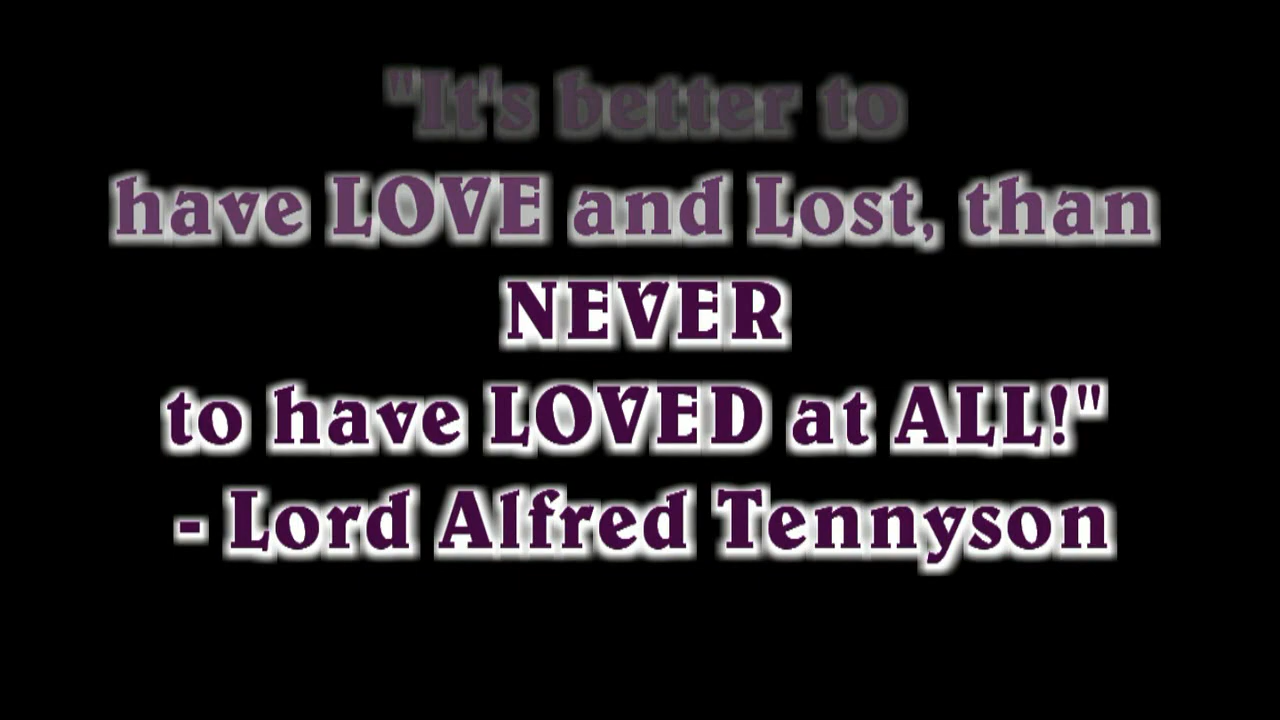 "It's better to
have LOVE and Lost, than
NEVER
to have LOVED at ALL!"
- Lord Alfred Tennyson